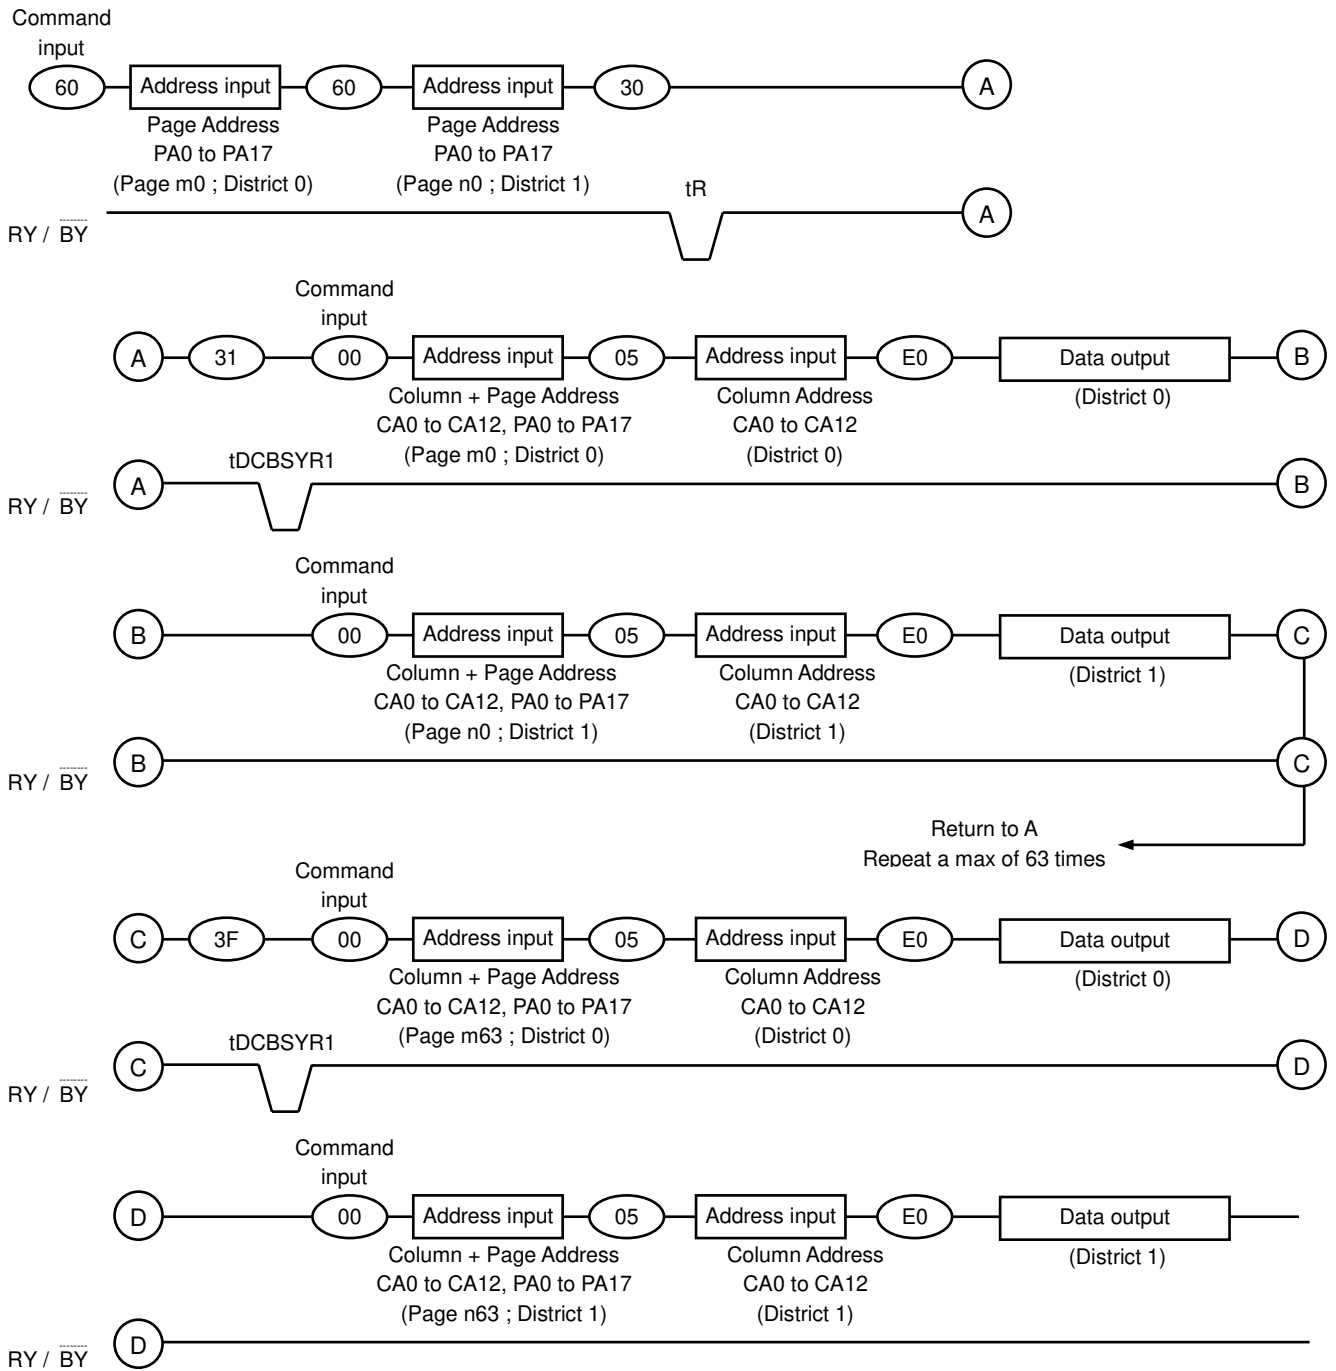 Command
input
60 Address input 60 Address input 30 A
Page Address Page Address
PA0 to PA17 PA0 to PA17
(Page m0 ; District 0) (Page n0 ; District 1)
tR
RY / BY A
Command
input
A 31 00 Address input 05 Address input E0 Data output B
Column + Page Address Column Address (District 0)
CA0 to CA12, PA0 to PA17 CA0 to CA12
(Page m0 ; District 0) (District 0)
tDCBSYR1
RY / BY A B
Command
input
B 00 Address input 05 Address input E0 Data output C
Column + Page Address Column Address (District 1)
CA0 to CA12, PA0 to PA17 CA0 to CA12
(Page n0 ; District 1) (District 1)
RY / BY B C
Return to A
Repeat a max of 63 times
Command
input
C 3F 00 Address input 05 Address input E0 Data output D
Column + Page Address Column Address (District 0)
CA0 to CA12, PA0 to PA17 CA0 to CA12
(Page m63 ; District 0) (District 0)
tDCBSYR1
RY / BY C D
Command
input
D 00 Address input 05 Address input E0 Data output
Column + Page Address Column Address (District 1)
CA0 to CA12, PA0 to PA17 CA0 to CA12
(Page n63 ; District 1) (District 1)
RY / BY D